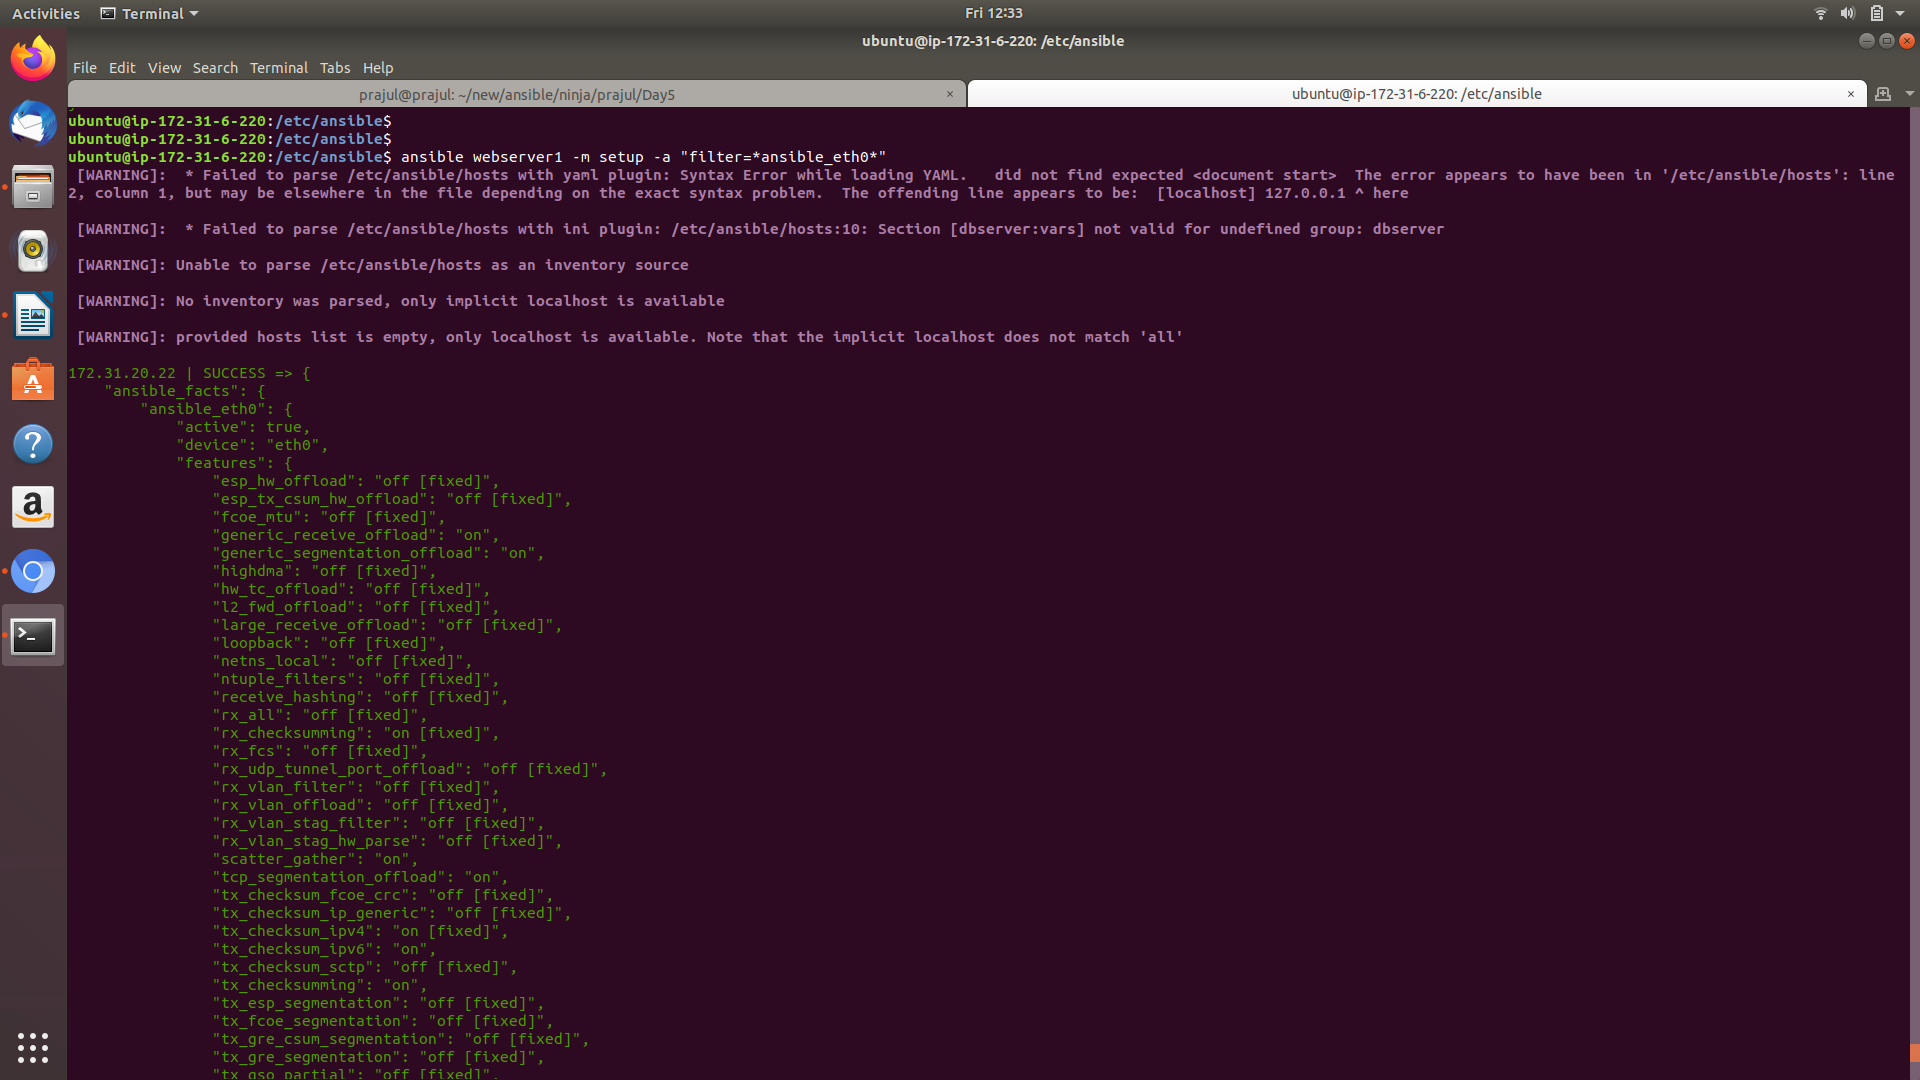 Activities
Terminal
Fri 12:33
ubuntu@ip-172-31-6-220: /etc/ansible
File Edit View Search Terminal Tabs Help
prajul@prajul: ~/new/ansible/ninja/prajul/Day5 ×
ubuntu@ip-172-31-6-220: /etc/ansible ×
ubuntu@ip-172-31-6-220:/etc/ansible$
ubuntu@ip-172-31-6-220:/etc/ansible$
ubuntu@ip-172-31-6-220:/etc/ansible$ ansible webserver1 -m setup -a "filter=*ansible_eth0*"
[WARNING]:  * Failed to parse /etc/ansible/hosts with yaml plugin: Syntax Error while loading YAML.   did not find expected <document start>  The error appears to have been in '/etc/ansible/hosts': line
2, column 1, but may be elsewhere in the file depending on the exact syntax problem.  The offending line appears to be:  [localhost] 127.0.0.1 ^ here
[WARNING]:  * Failed to parse /etc/ansible/hosts with ini plugin: /etc/ansible/hosts:10: Section [dbserver:vars] not valid for undefined group: dbserver
[WARNING]: Unable to parse /etc/ansible/hosts as an inventory source
[WARNING]: No inventory was parsed, only implicit localhost is available
[WARNING]: provided hosts list is empty, only localhost is available. Note that the implicit localhost does not match 'all'
172.31.20.22 | SUCCESS => {
    "ansible_facts": {
        "ansible_eth0": {
            "active": true,
            "device": "eth0",
            "features": {
                "esp_hw_offload": "off [fixed]",
                "esp_tx_csum_hw_offload": "off [fixed]",
                "fcoe_mtu": "off [fixed]",
                "generic_receive_offload": "on",
                "generic_segmentation_offload": "on",
                "highdma": "off [fixed]",
                "hw_tc_offload": "off [fixed]",
                "l2_fwd_offload": "off [fixed]",
                "large_receive_offload": "off [fixed]",
                "loopback": "off [fixed]",
                "netns_local": "off [fixed]",
                "ntuple_filters": "off [fixed]",
                "receive_hashing": "off [fixed]",
                "rx_all": "off [fixed]",
                "rx_checksumming": "on [fixed]",
                "rx_fcs": "off [fixed]",
                "rx_udp_tunnel_port_offload": "off [fixed]",
                "rx_vlan_filter": "off [fixed]",
                "rx_vlan_offload": "off [fixed]",
                "rx_vlan_stag_filter": "off [fixed]",
                "rx_vlan_stag_hw_parse": "off [fixed]",
                "scatter_gather": "on",
                "tcp_segmentation_offload": "on",
                "tx_checksum_fcoe_crc": "off [fixed]",
                "tx_checksum_ip_generic": "off [fixed]",
                "tx_checksum_ipv4": "on [fixed]",
                "tx_checksum_ipv6": "on",
                "tx_checksum_sctp": "off [fixed]",
                "tx_checksumming": "on",
                "tx_esp_segmentation": "off [fixed]",
                "tx_fcoe_segmentation": "off [fixed]",
                "tx_gre_csum_segmentation": "off [fixed]",
                "tx_gre_segmentation": "off [fixed]",
                "tx_gso_partial": "off [fixed]",